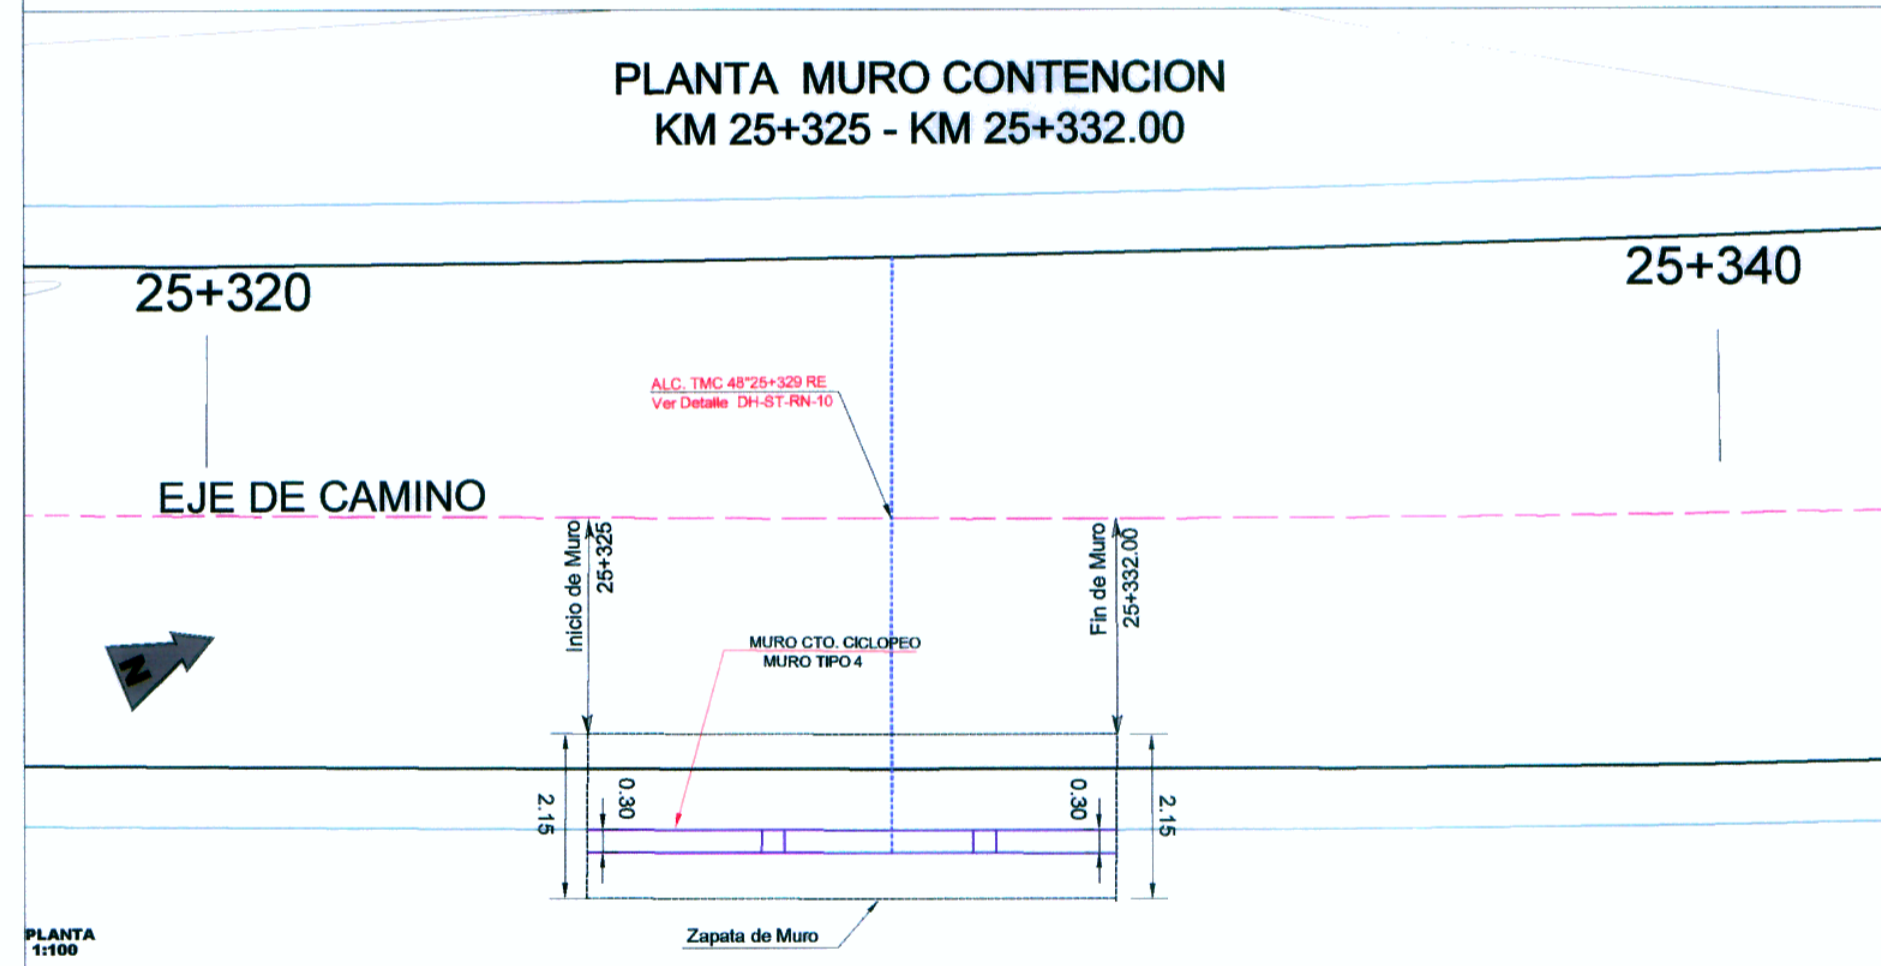 PLANTA MURO CONTENCION
KM 25+325 - KM 25+332.00
25+320
25+340
ALC. TMC 48"25+329 RE
Ver Detalle DH-ST-RN-10
EJE DE CAMINO
Inicio de Muro
25+325
Fin de Muro
25+332.00
N
MURO CTO. CICLOPEO
MURO TIPO 4
2.15
0.30
0.30
2.15
Zapata de Muro
PLANTA
1:100